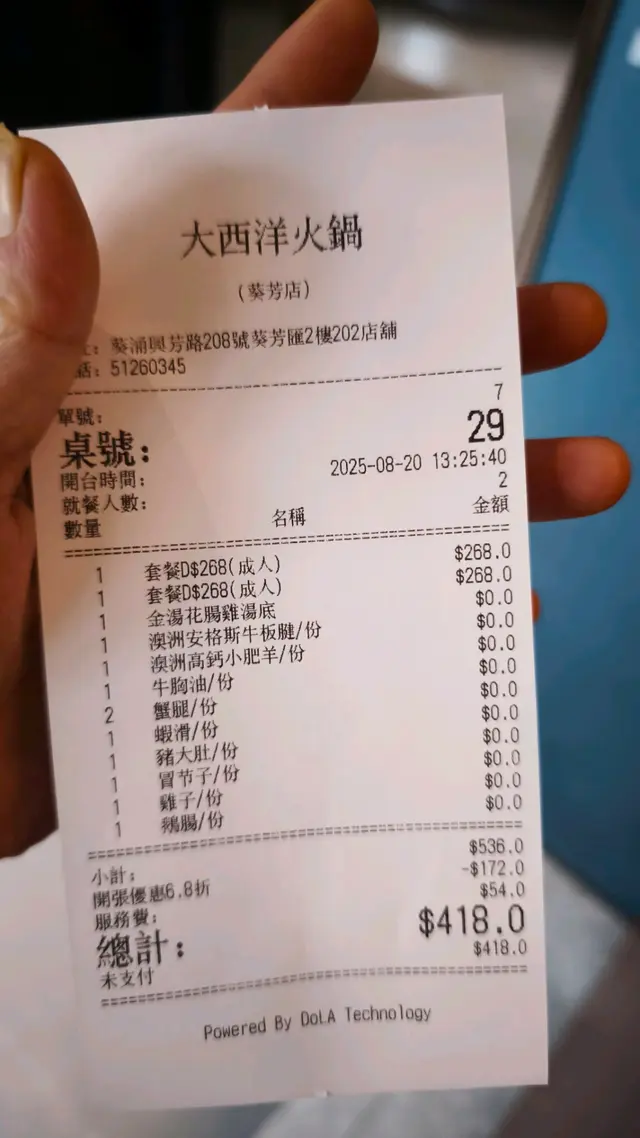 大西洋火鍋
(葵芳店)
：葵涌興芳路208號葵芳匯2樓202店舖
話：51260345
單號： 7
桌號： 29
開台時間： 2025-08-20 13:25:40
就餐人數： 2
數量 名稱 金額
1 套餐D$268(成人) $268.0
1 套餐D$268(成人) $268.0
1 金湯花腸雞湯底 $0.0
1 澳洲安格斯牛板腱/份 $0.0
1 澳洲高鈣小肥羊/份 $0.0
1 牛胸油/份 $0.0
2 蟹腿/份 $0.0
1 蝦滑/份 $0.0
1 豬大肚/份 $0.0
1 冒节子/份 $0.0
1 雞子/份 $0.0
1 鵝腸/份 $0.0
小計： $536.0
開張優惠6.8折 -$172.0
服務費： $54.0
總計： $418.0
未支付 $418.0
Powered By DoLA Technology